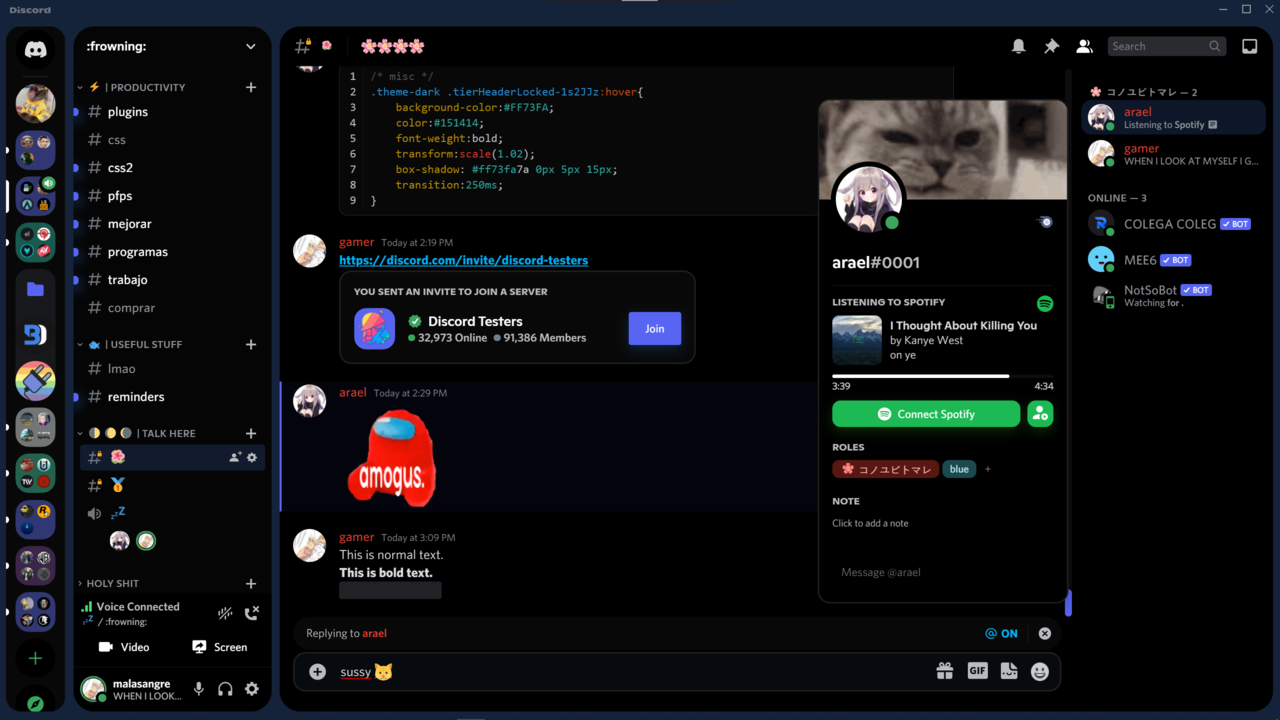 Discord
:frowning:
⚡ | PRODUCTIVITY
plugins
css
css2
pfps
mejorar
programas
trabajo
comprar
🐟 | USEFUL STUFF
lmao
reminders
🌗 🌕 🌘 | TALK HERE
🌸
🥇
💤
HOLY SHIT
Voice Connected
💤 / :frowning:
Video
Screen
malasangre
WHEN I LOOK...
🌸🌸🌸🌸
Search
1 /* misc */
2 .theme-dark .tierHeaderLocked-1s2JJz:hover{
3 background-color:#FF73FA;
4 color:#151414;
5 font-weight:bold;
6 transform:scale(1.02);
7 box-shadow: #ff73fa7a 0px 5px 15px;
8 transition:250ms;
9 }
gamer Today at 2:19 PM
https://discord.com/invite/discord-testers
YOU SENT AN INVITE TO JOIN A SERVER
Discord Testers
32,973 Online 91,386 Members
Join
arael Today at 2:29 PM
amogus.
gamer Today at 3:09 PM
This is normal text.
This is bold text.
Replying to arael
@ ON
sussy 😺
GIF
arael#0001
LISTENING TO SPOTIFY
I Thought About Killing You
by Kanye West
on ye
3:39 4:34
Connect Spotify
ROLES
🌸 コノユビトマレ
blue
+
NOTE
Click to add a note
Message @arael
🌸 コノユビトマレ — 2
arael
Listening to Spotify
gamer
WHEN I LOOK AT MYSELF I G...
ONLINE — 3
COLEGA COLEG ✓ BOT
MEE6 ✓ BOT
NotSoBot ✓ BOT
Watching for .